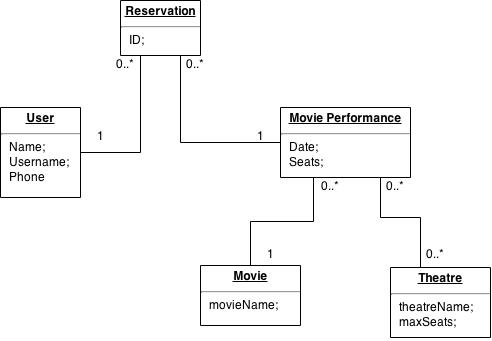 Reservation
ID;
0..*
0..*
User
Name;
Username;
Phone
1
1
Movie Performance
Date;
Seats;
0..*
0..*
1
0..*
Movie
movieName;
Theatre
theatreName;
maxSeats;